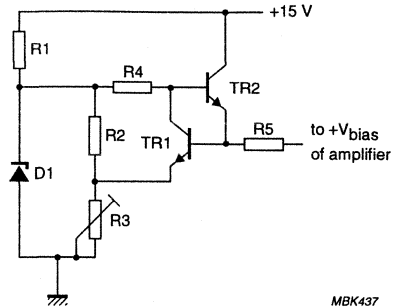 +15 V
R1
R4
TR2
R2
TR1
R5
to +Vbias
of amplifier
D1
R3
MBK437